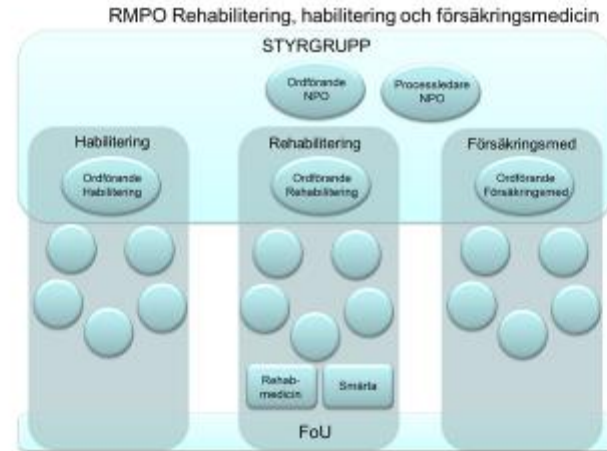 RMPO Rehabilitering, habilitering och försäkringsmedicin
STYRGRUPP
Ordförande
NPO
Processledare
NPO
Habilitering
Rehabilitering
Försäkringsmed
Ordförande
Habilitering
Ordförande
Rehabilitering
Ordförande
Försäkringsmed
Rehab-
medicin
Smärta
FoU